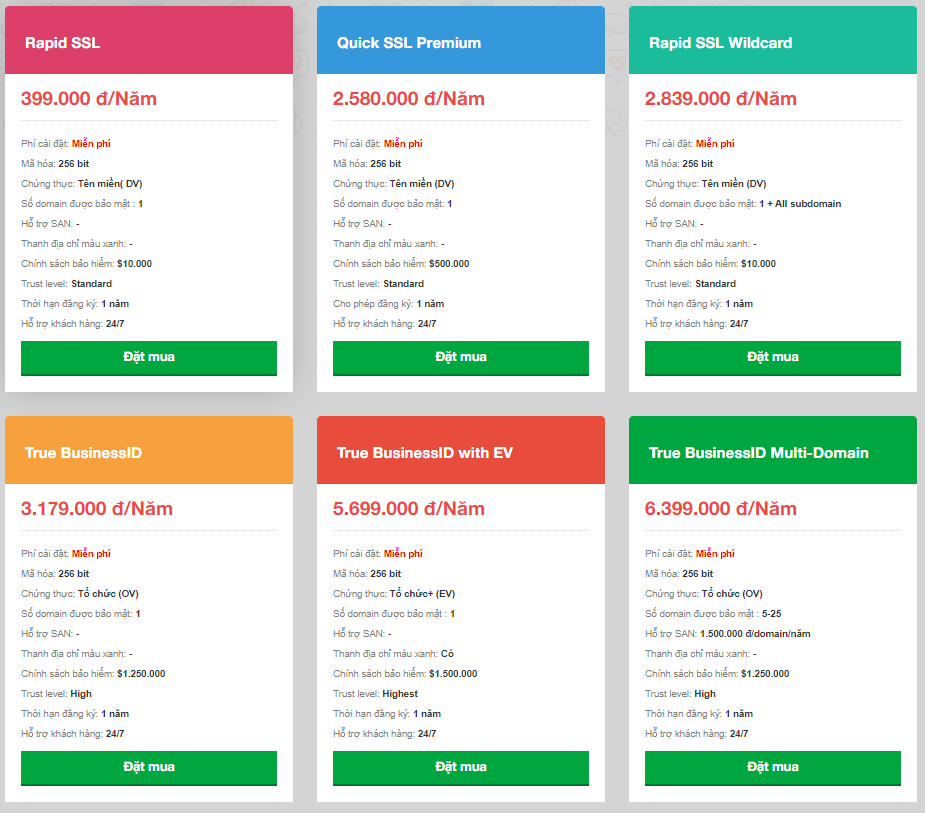 Rapid SSL
399.000 đ/Năm
Phí cài đặt: Miễn phí
Mã hóa: 256 bit
Chứng thực: Tên miền( DV)
Số domain được bảo mật : 1
Hỗ trợ SAN: -
Thanh địa chỉ màu xanh: -
Chính sách bảo hiểm: $10.000
Trust level: Standard
Thời hạn đăng ký: 1 năm
Hỗ trợ khách hàng: 24/7
Đặt mua
Quick SSL Premium
2.580.000 đ/Năm
Phí cài đặt: Miễn phí
Mã hóa: 256 bit
Chứng thực: Tên miền (DV)
Số domain được bảo mật: 1
Hỗ trợ SAN: -
Thanh địa chỉ màu xanh: -
Chính sách bảo hiểm: $500.000
Trust level: Standard
Cho phép đăng ký: 1 năm
Hỗ trợ khách hàng: 24/7
Đặt mua
Rapid SSL Wildcard
2.839.000 đ/Năm
Phí cài đặt: Miễn phí
Mã hóa: 256 bit
Chứng thực: Tên miền (DV)
Số domain được bảo mật: 1 + All subdomain
Hỗ trợ SAN: -
Thanh địa chỉ màu xanh: -
Chính sách bảo hiểm: $10.000
Trust level: Standard
Thời hạn đăng ký: 1 năm
Hỗ trợ khách hàng: 24/7
Đặt mua
True BusinessID
3.179.000 đ/Năm
Phí cài đặt: Miễn phí
Mã hóa: 256 bit
Chứng thực: Tổ chức (OV)
Số domain được bảo mật: 1
Hỗ trợ SAN: -
Thanh địa chỉ màu xanh: -
Chính sách bảo hiểm: $1.250.000
Trust level: High
Thời hạn đăng ký: 1 năm
Hỗ trợ khách hàng: 24/7
Đặt mua
True BusinessID with EV
5.699.000 đ/Năm
Phí cài đặt: Miễn phí
Mã hóa: 256 bit
Chứng thực: Tổ chức+ (EV)
Số domain được bảo mật : 1
Hỗ trợ SAN: -
Thanh địa chỉ màu xanh: Có
Chính sách bảo hiểm: $1.500.000
Trust level: Highest
Thời hạn đăng ký: 1 năm
Hỗ trợ khách hàng: 24/7
Đặt mua
True BusinessID Multi-Domain
6.399.000 đ/Năm
Phí cài đặt: Miễn phí
Mã hóa: 256 bit
Chứng thực: Tổ chức (OV)
Số domain được bảo mật : 5-25
Hỗ trợ SAN: 1.500.000 đ/domain/năm
Thanh địa chỉ màu xanh: -
Chính sách bảo hiểm: $1.250.000
Trust level: High
Thời hạn đăng ký: 1 năm
Hỗ trợ khách hàng: 24/7
Đặt mua